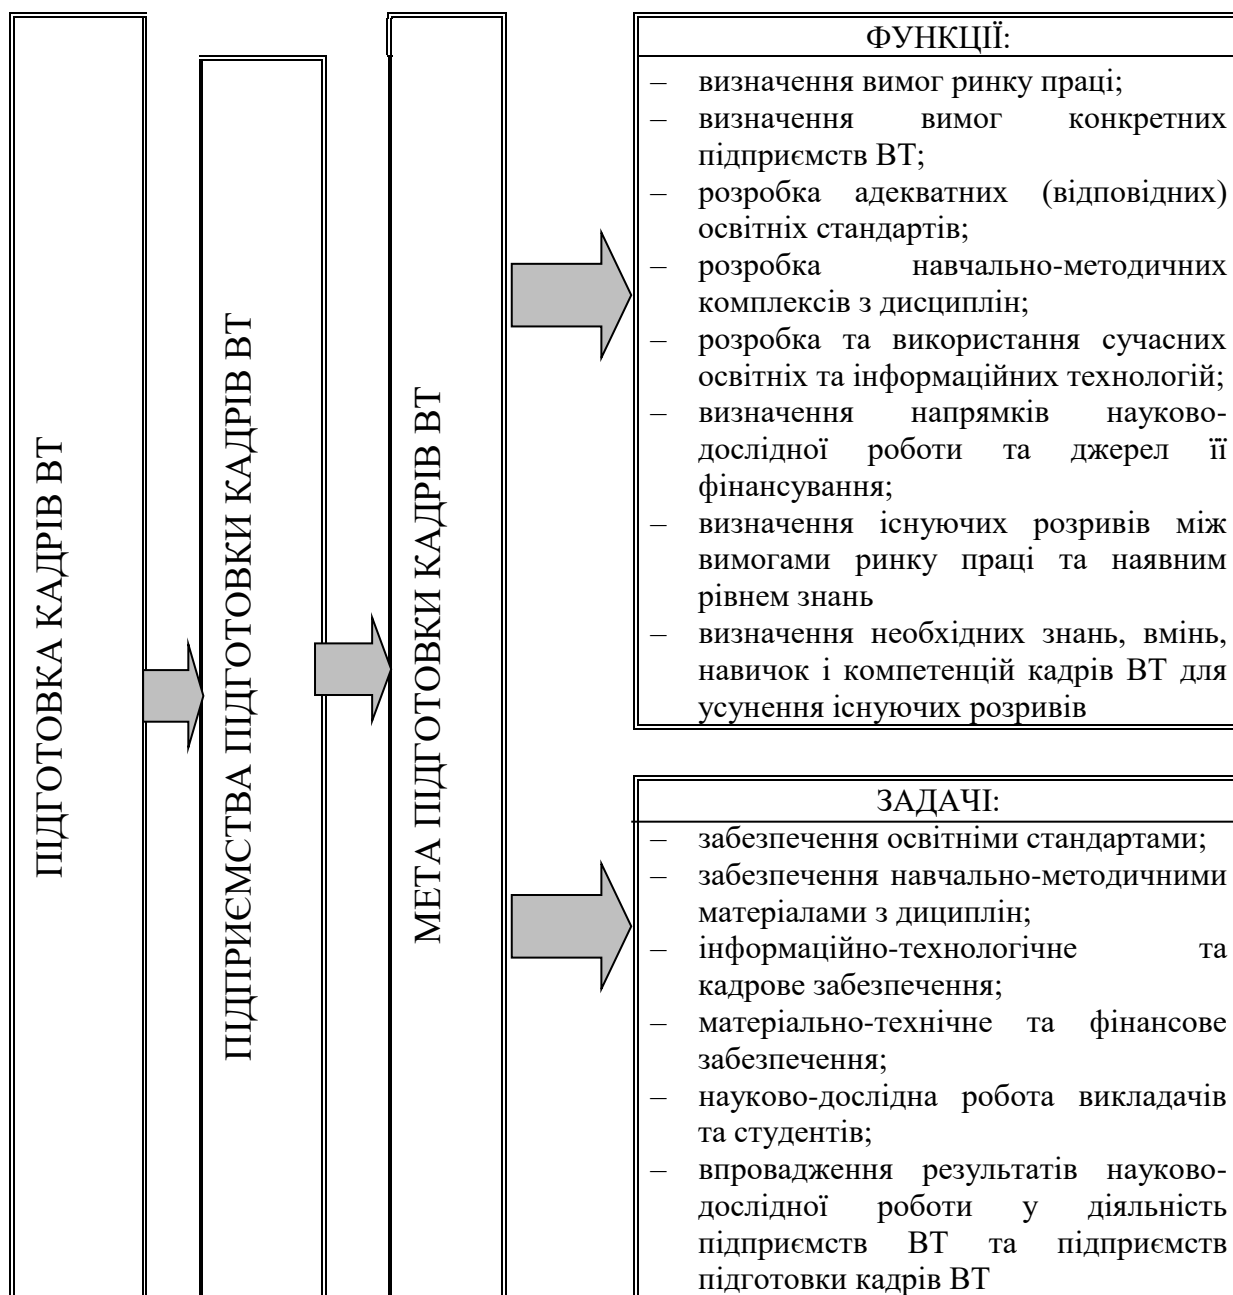 ПІДГОТОВКА КАДРІВ ВТ
ПІДПРИЄМСТВА ПІДГОТОВКИ КАДРІВ ВТ
МЕТА ПІДГОТОВКИ КАДРІВ ВТ
ФУНКЦІЇ:
– визначення вимог ринку праці;
– визначення вимог конкретних
підприємств ВТ;
– розробка адекватних (відповідних)
освітніх стандартів;
– розробка навчально-методичних
комплексів з дисциплін;
– розробка та використання сучасних
освітніх та інформаційних технологій;
– визначення напрямків науково-
дослідної роботи та джерел її
фінансування;
– визначення існуючих розривів між
вимогами ринку праці та наявним
рівнем знань
– визначення необхідних знань, вмінь,
навичок і компетенцій кадрів ВТ для
усунення існуючих розривів
ЗАДАЧІ:
– забезпечення освітніми стандартами;
– забезпечення навчально-методичними
матеріалами з дициплін;
– інформаційно-технологічне та
кадрове забезпечення;
– матеріально-технічне та фінансове
забезпечення;
– науково-дослідна робота викладачів
та студентів;
– впровадження результатів науково-
дослідної роботи у діяльність
підприємств ВТ та підприємств
підготовки кадрів ВТ